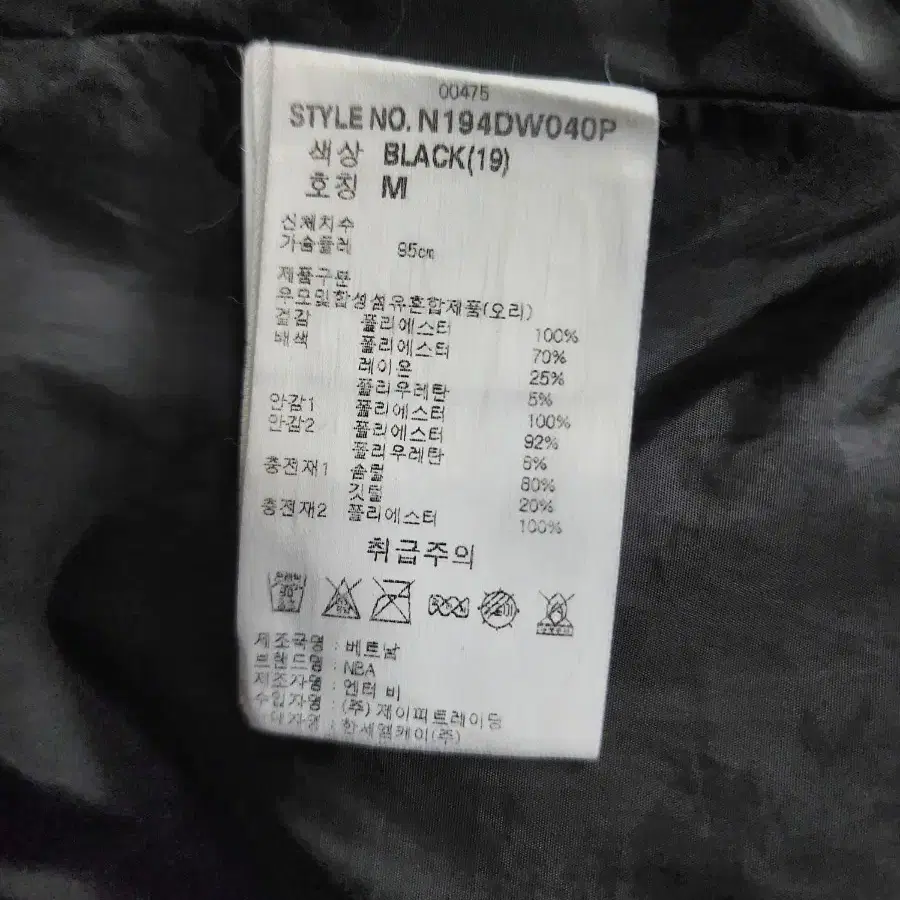 00475
STYLE NO. N194DW040P
색상 BLACK(19)
호칭 M
신체치수
가슴둘레 95cm
제품구분
우모및합성섬유혼합제품(오리)
겉감 폴리에스터 100%
배색 폴리에스터 70%
레이온 25%
폴리우레탄 5%
안감1 폴리에스터 100%
안감2 폴리에스터 92%
폴리우레탄 8%
충전재1 솜털 80%
깃털 20%
충전재2 폴리에스터 100%
취급주의
제조국명 : 베트남
브랜드명 : NBA
제조자명 : 엔터 비
수입자명 : (주) 제이피트레이딩
: 한세엠케이(주)